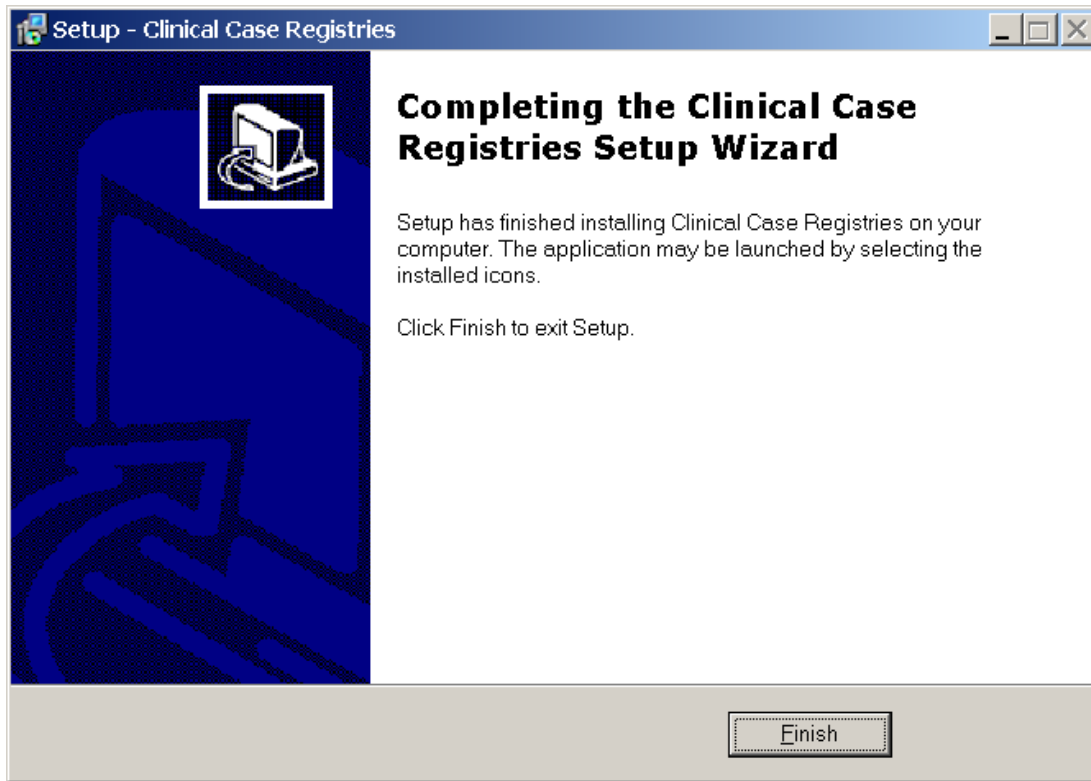 Setup - Clinical Case Registries
Completing the Clinical Case
Registries Setup Wizard
Setup has finished installing Clinical Case Registries on your
computer. The application may be launched by selecting the
installed icons.
Click Finish to exit Setup.
Finish